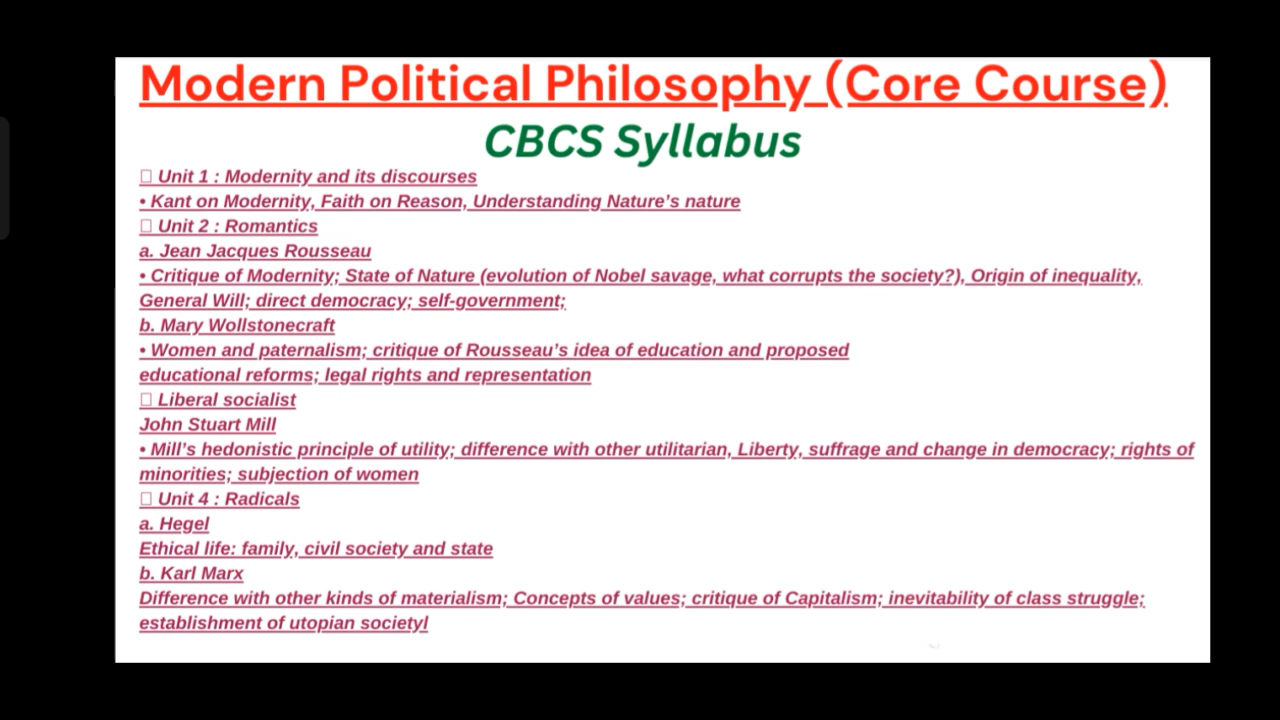 Modern Political Philosophy (Core Course)
CBCS Syllabus
Unit 1 : Modernity and its discourses
• Kant on Modernity, Faith on Reason, Understanding Nature’s nature
Unit 2 : Romantics
a. Jean Jacques Rousseau
• Critique of Modernity; State of Nature (evolution of Nobel savage, what corrupts the society?), Origin of inequality,
General Will; direct democracy; self-government;
b. Mary Wollstonecraft
• Women and paternalism; critique of Rousseau’s idea of education and proposed
educational reforms; legal rights and representation
Liberal socialist
John Stuart Mill
• Mill’s hedonistic principle of utility; difference with other utilitarian, Liberty, suffrage and change in democracy; rights of
minorities; subjection of women
Unit 4 : Radicals
a. Hegel
Ethical life: family, civil society and state
b. Karl Marx
Difference with other kinds of materialism; Concepts of values; critique of Capitalism; inevitability of class struggle;
establishment of utopian societyl